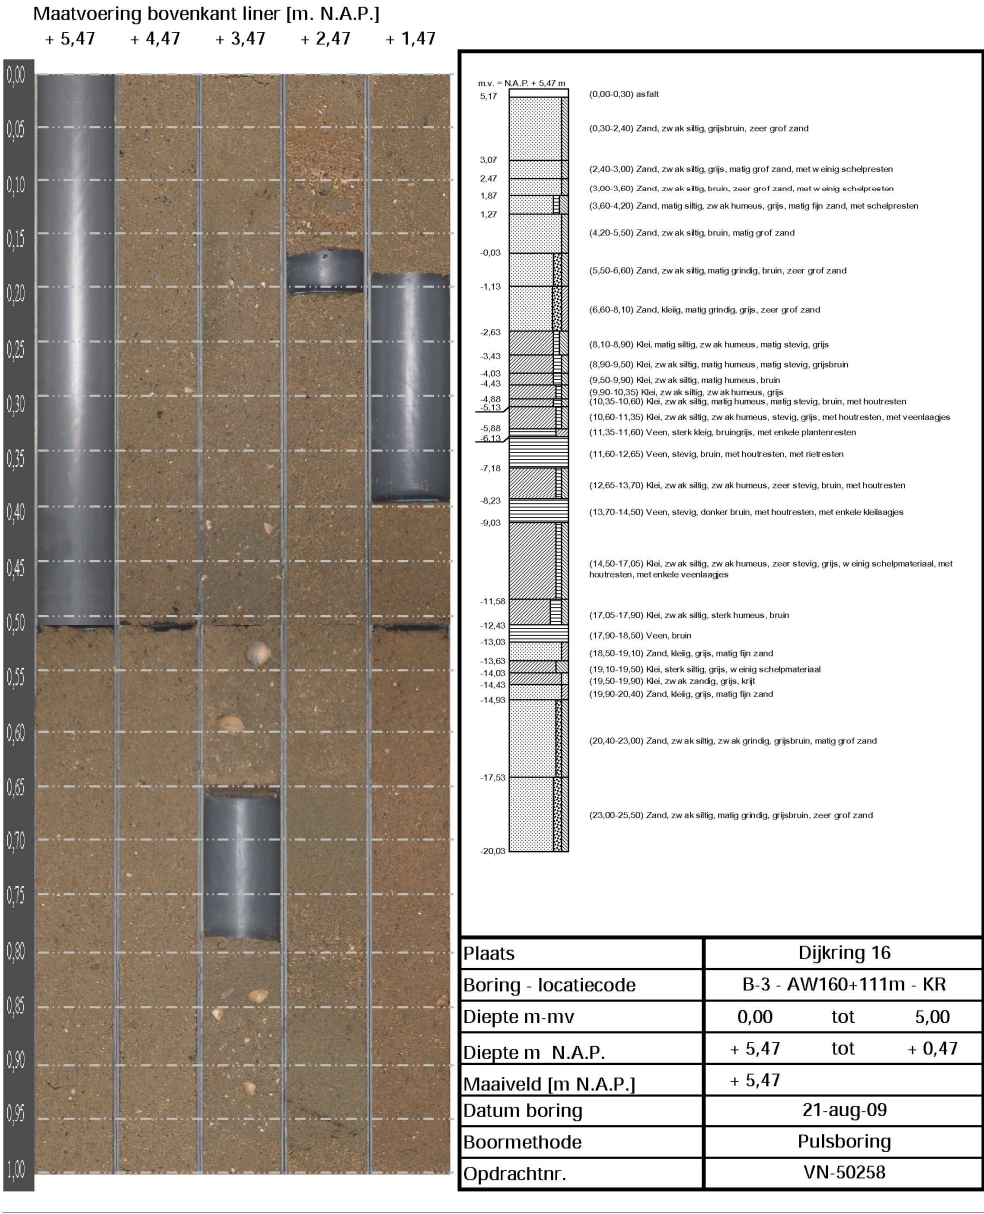 Maatvoering bovenkant liner [m. N.A.P.]
+ 5,47 + 4,47 + 3,47 + 2,47 + 1,47
0,00
0,05
0,10
0,15
0,20
0,25
0,30
0,35
0,40
0,45
0,50
0,55
0,60
0,65
0,70
0,75
0,80
0,85
0,90
0,95
1,00
m.v. = N.A.P. + 5,47 m
5,17
(0,00-0,30) asfalt
(0,30-2,40) Zand, zwak siltig, grijsbruin, zeer grof zand
3,07
(2,40-3,00) Zand, zwak siltig, grijs, matig grof zand, met weinig schelpresten
2,47
(3,00-3,60) Zand, zwak siltig, bruin, zeer grof zand, met weinig schelpresten
1,87
(3,60-4,20) Zand, matig siltig, zwak humeus, grijs, matig fijn zand, met schelpresten
1,27
(4,20-5,50) Zand, zwak siltig, bruin, matig grof zand
-0,03
(5,50-6,60) Zand, zwak siltig, matig grindig, bruin, zeer grof zand
-1,13
(6,60-8,10) Zand, kleiig, matig grindig, grijs, zeer grof zand
-2,63
(8,10-8,90) Klei, matig siltig, zwak humeus, matig stevig, grijs
-3,43
(8,90-9,50) Klei, zwak siltig, matig humeus, matig stevig, grijsbruin
-4,03
(9,50-9,90) Klei, zwak siltig, matig humeus, bruin
-4,43
(9,90-10,35) Klei, zwak siltig, zwak humeus, grijs
-4,88
(10,35-10,60) Klei, zwak siltig, matig humeus, matig stevig, bruin, met houtresten
-5,13
(10,60-11,35) Klei, zwak siltig, zwak humeus, stevig, grijs, met houtresten, met veenlaagjes
-5,88
(11,35-11,60) Veen, sterk kleig, bruingrijs, met enkele plantenresten
-6,13
(11,60-12,65) Veen, stevig, bruin, met houtresten, met rietresten
-7,18
(12,65-13,70) Klei, zwak siltig, zwak humeus, zeer stevig, bruin, met houtresten
-8,23
(13,70-14,50) Veen, stevig, donker bruin, met houtresten, met enkele kleilaagjes
-9,03
(14,50-17,05) Klei, zwak siltig, zwak humeus, zeer stevig, grijs, weinig schelpmateriaal, met
houtresten, met enkele veenlaagjes
-11,58
(17,05-17,90) Klei, zwak siltig, sterk humeus, bruin
-12,43
(17,90-18,50) Veen, bruin
-13,03
(18,50-19,10) Zand, kleiig, grijs, matig fijn zand
-13,63
(19,10-19,50) Klei, sterk siltig, grijs, weinig schelpmateriaal
-14,03
(19,50-19,90) Klei, zwak zandig, grijs, krijt
-14,43
(19,90-20,40) Zand, kleiig, grijs, matig fijn zand
-14,93
(20,40-23,00) Zand, zwak siltig, zwak grindig, grijsbruin, matig grof zand
-17,53
(23,00-25,50) Zand, zwak siltig, matig grindig, grijsbruin, zeer grof zand
-20,03
Plaats Dijkring 16
Boring - locatiecode B-3 - AW160+111m - KR
Diepte m-mv 0,00 tot 5,00
Diepte m N.A.P. + 5,47 tot + 0,47
Maaiveld [m N.A.P.] + 5,47
Datum boring 21-aug-09
Boormethode Pulsboring
Opdrachtnr. VN-50258